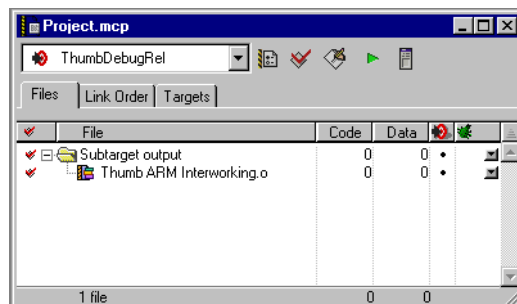 Project.mcp
ThumbDebugRel
Files Link Order Targets
File Code Data
Subtarget output 0 0
Thumb ARM Interworking.o 0 0
1 file 0 0